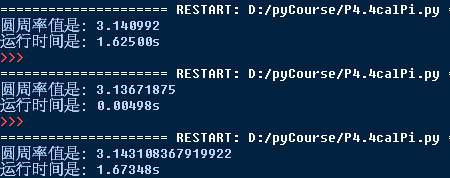 ===================== RESTART: D:/pyCourse/P4.4calPi.py =
圆周率值是: 3.140992
运行时间是: 1.62500s
>>>
===================== RESTART: D:/pyCourse/P4.4calPi.py =
圆周率值是: 3.13671875
运行时间是: 0.00498s
>>>
===================== RESTART: D:/pyCourse/P4.4calPi.py =
圆周率值是: 3.143108367919922
运行时间是: 1.67348s